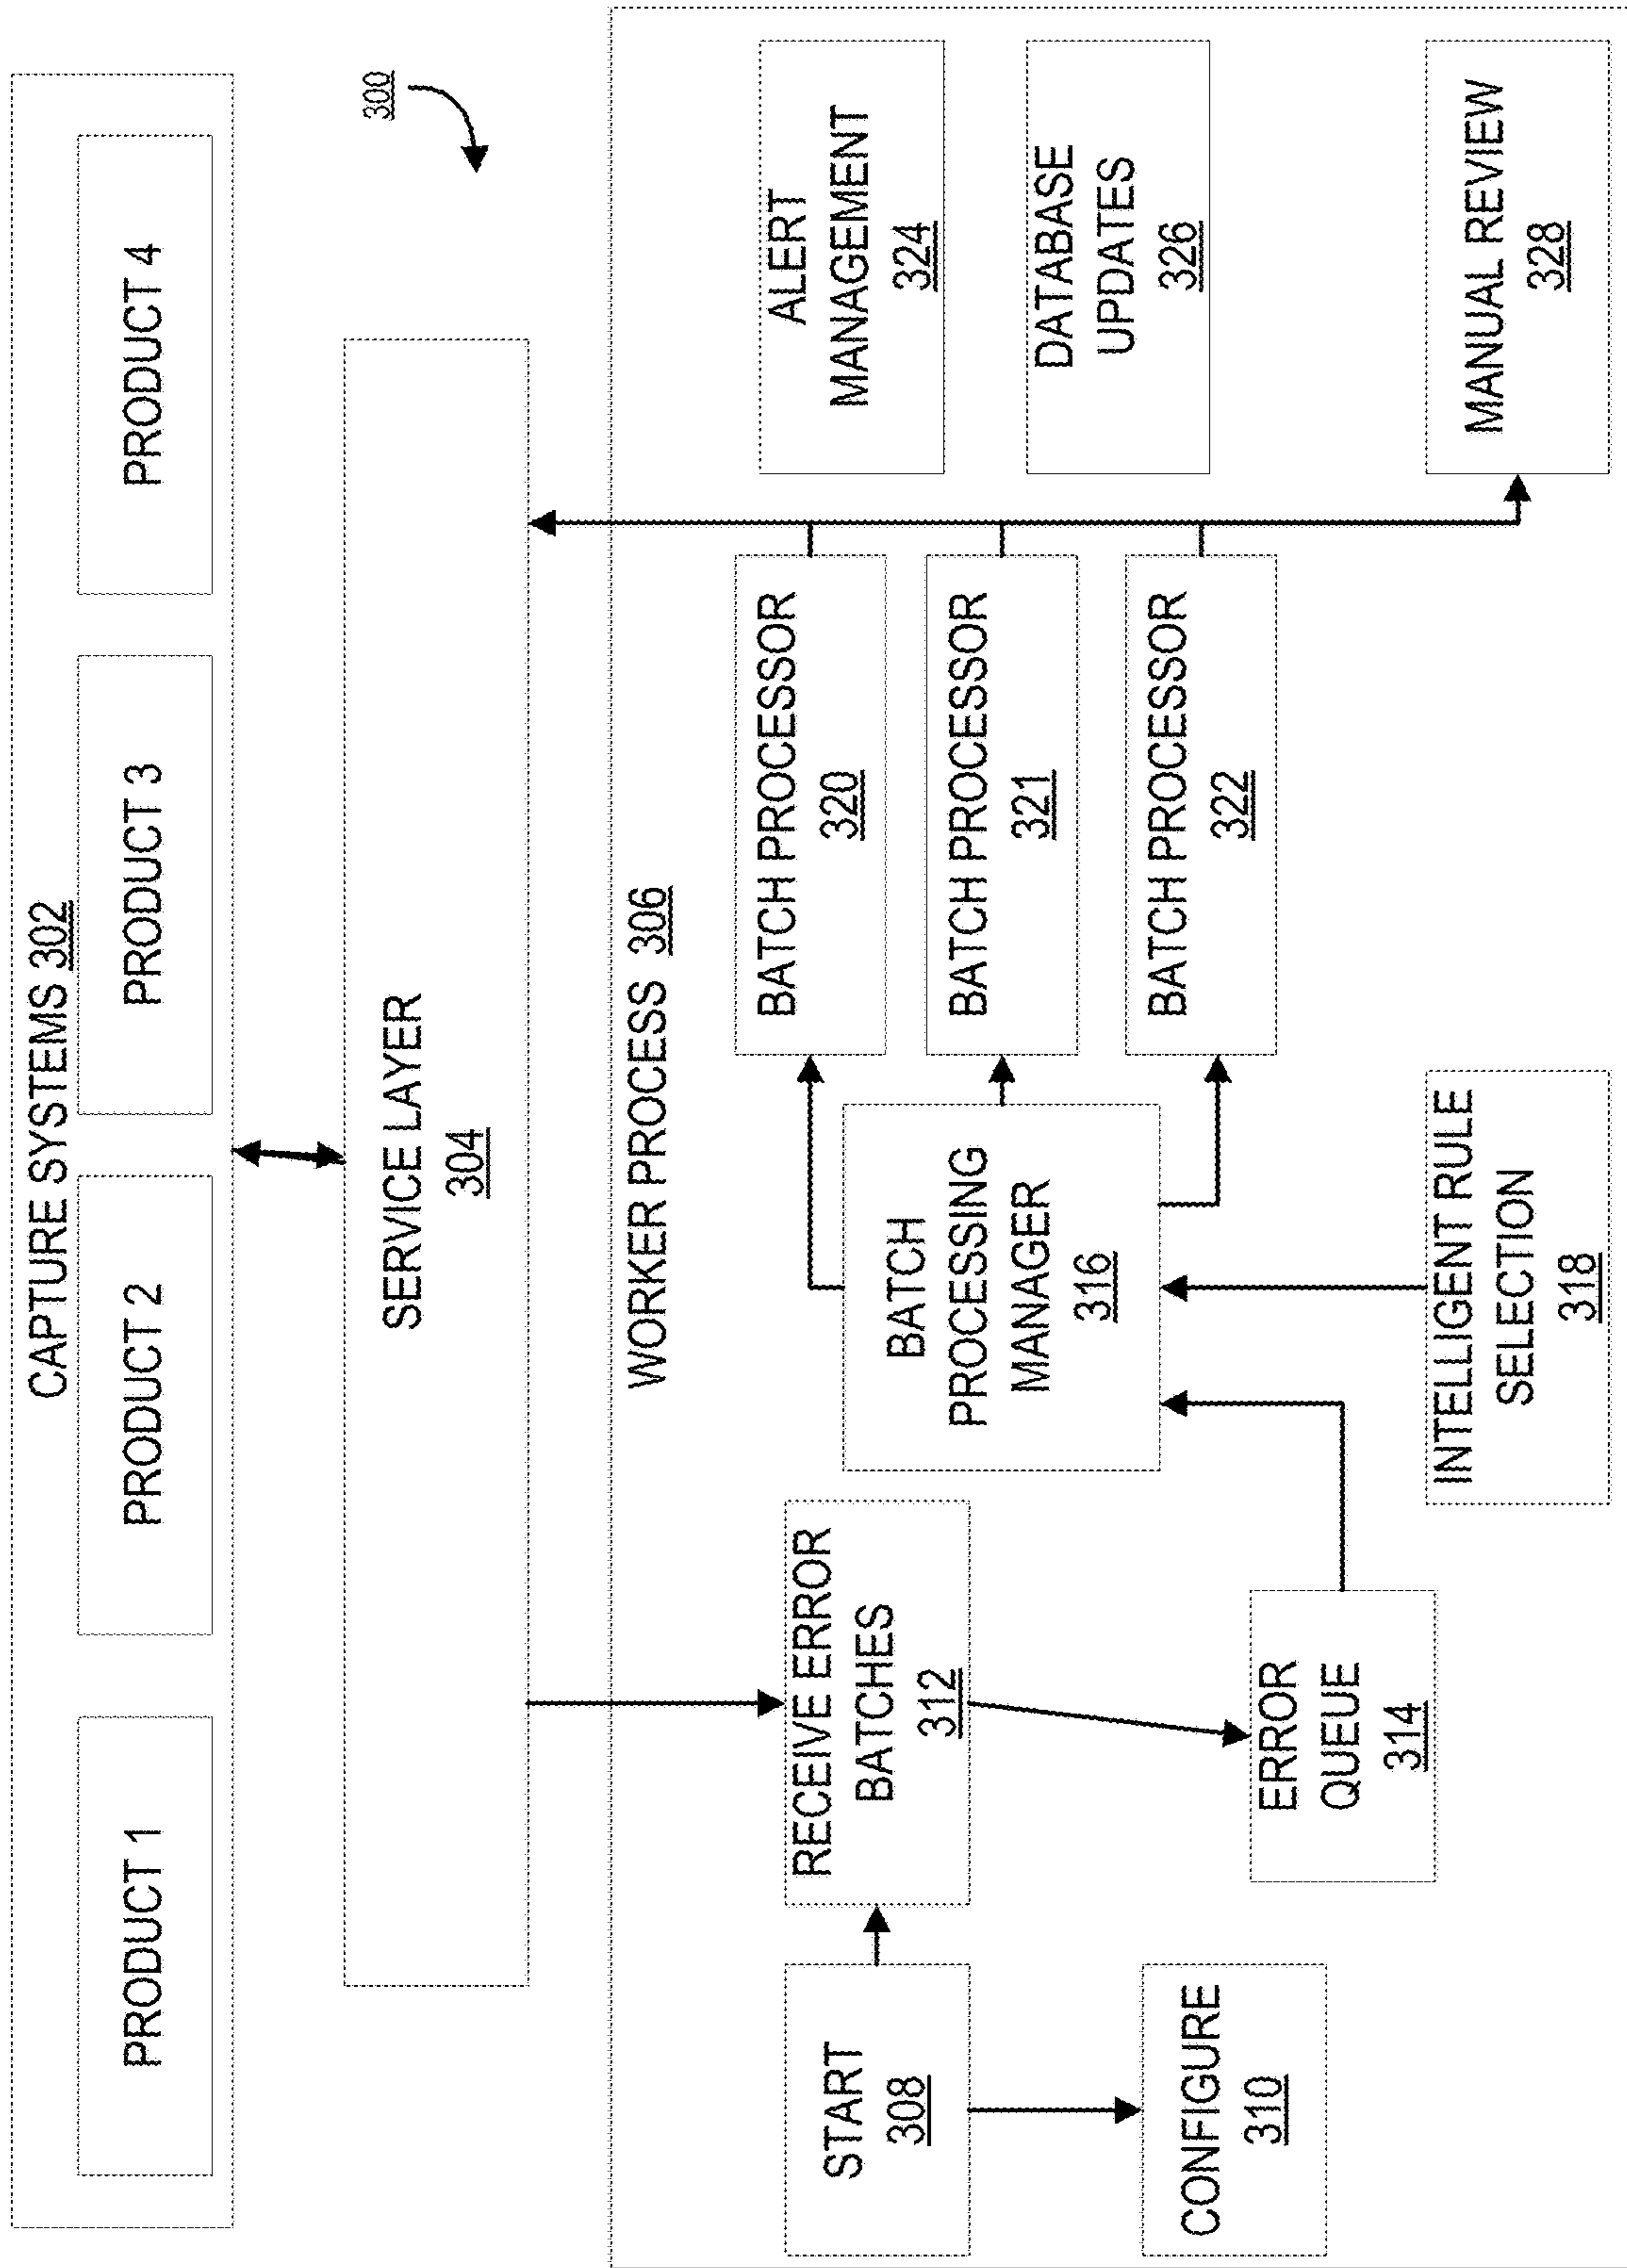 CAPTURE SYSTEMS 302
PRODUCT 1
PRODUCT 2
PRODUCT 3
PRODUCT 4
300
SERVICE LAYER
304
WORKER PROCESS 306
START
308
CONFIGURE
310
RECEIVE ERROR
BATCHES
312
ERROR
QUEUE
314
BATCH
PROCESSING
MANAGER
316
INTELLIGENT RULE
SELECTION
318
BATCH PROCESSOR
320
BATCH PROCESSOR
321
BATCH PROCESSOR
322
ALERT
MANAGEMENT
324
DATABASE
UPDATES
326
MANUAL REVIEW
328